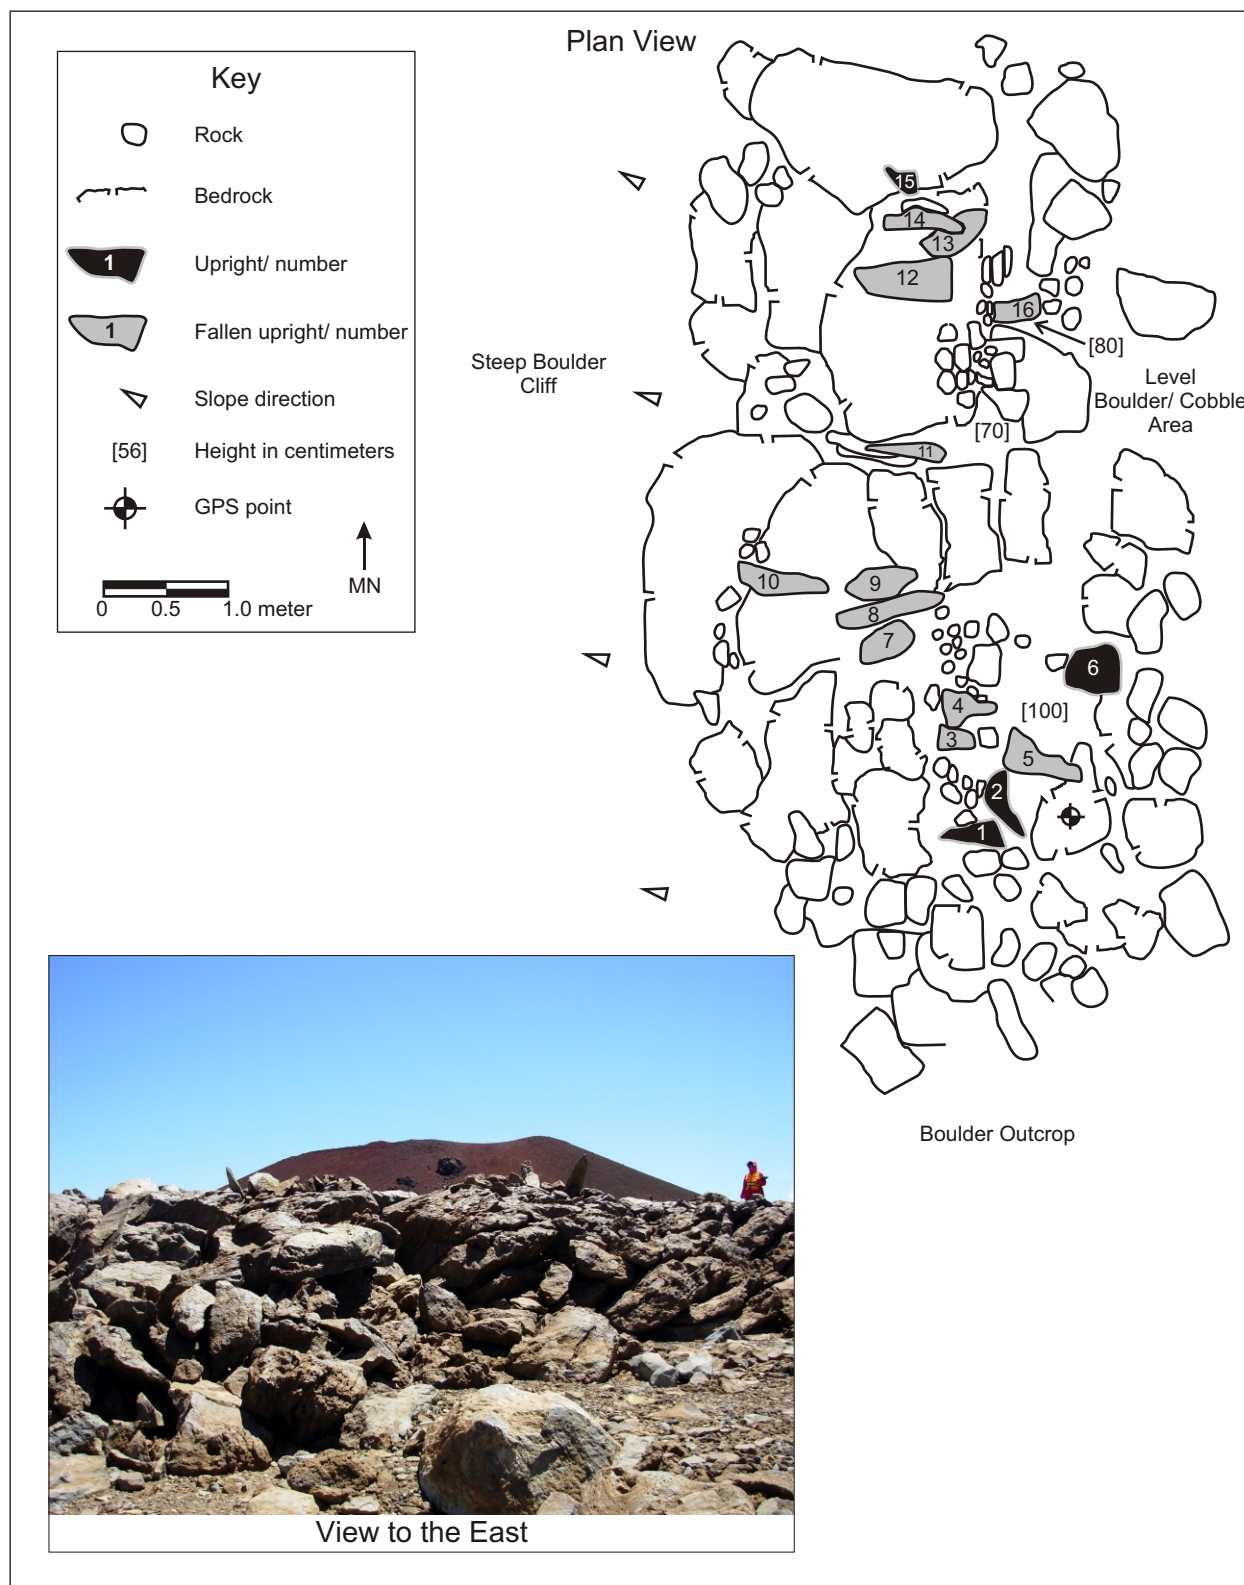 Plan View
Key
Rock
Bedrock
1
Upright/ number
1
Fallen upright/ number
Slope direction
[56]
Height in centimeters
GPS point
MN
0 0.5 1.0 meter
15
14
13
12
16
[80]
Steep Boulder
Cliff
Level
Boulder/ Cobble
Area
[70]
11
10
9
8
7
6
4
[100]
3
5
2
1
Boulder Outcrop
View to the East